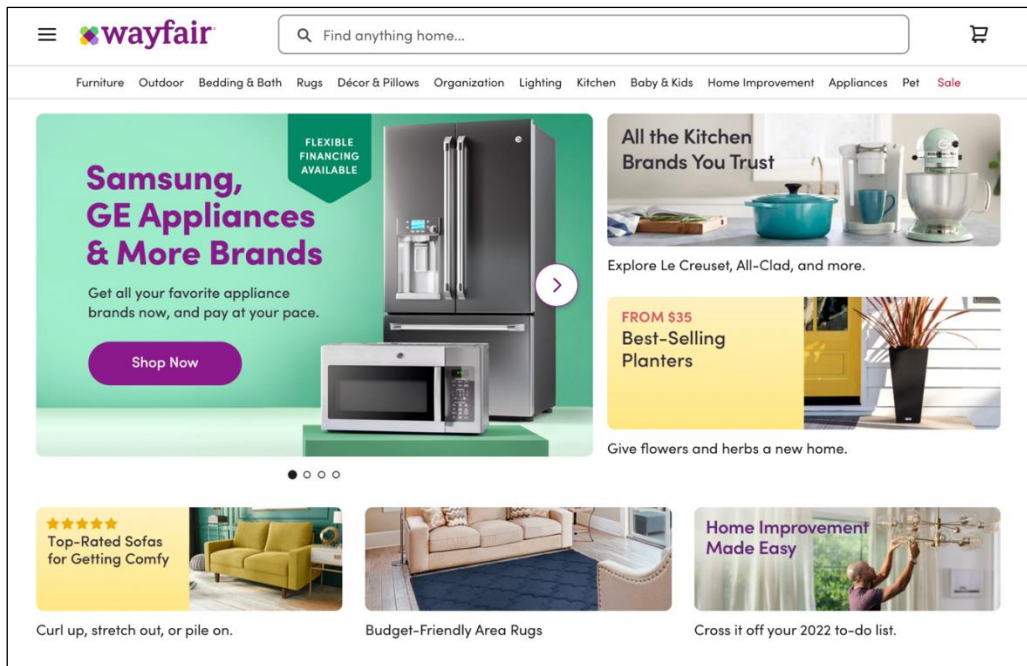 wayfair
Find anything home...
Furniture Outdoor Bedding & Bath Rugs Décor & Pillows Organization Lighting Kitchen Baby & Kids Home Improvement Appliances Pet Sale
FLEXIBLE
FINANCING
AVAILABLE
Samsung,
GE Appliances
& More Brands
Get all your favorite appliance
brands now, and pay at your pace.
Shop Now
All the Kitchen
Brands You Trust
Explore Le Creuset, All-Clad, and more.
FROM $35
Best-Selling
Planters
Give flowers and herbs a new home.
Top-Rated Sofas
for Getting Comfy
Curl up, stretch out, or pile on.
Budget-Friendly Area Rugs
Home Improvement
Made Easy
Cross it off your 2022 to-do list.